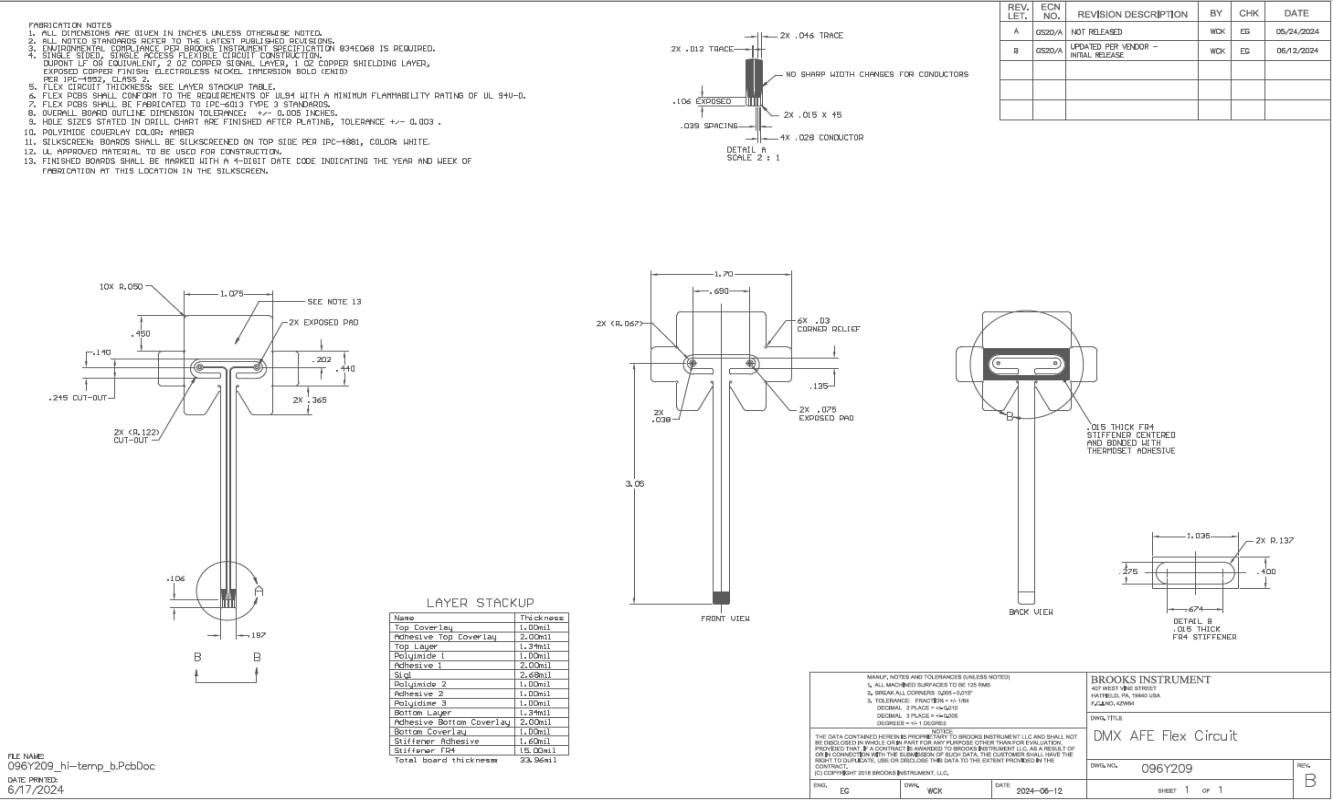 FABRICATION NOTES
1. ALL DIMENSIONS ARE GIVEN IN INCHES UNLESS OTHERWISE NOTED.
2. ALL NOTED STANDARDS REFER TO THE LATEST PUBLISHED REVISIONS.
3. ENVIRONMENTAL COMPLIANCE PER BROOKS INSTRUMENT SPECIFICATION 834E068 IS REQUIRED.
4. SINGLE SIDED, SINGLE ACCESS FLEXIBLE CIRCUIT CONSTRUCTION.
DUPONT LF OR EQUIVALENT, 2 OZ COPPER SIGNAL LAYER, 1 OZ COPPER SHIELDING LAYER,
EXPOSED COPPER FINISH: ELECTROLESS NICKEL IMMERSION GOLD (ENIG)
PER IPC-4552, CLASS 2.
5. FLEX CIRCUIT THICKNESS: SEE LAYER STACKUP TABLE.
6. FLEX PCBS SHALL CONFORM TO THE REQUIREMENTS OF UL94 WITH A MINIMUM FLAMMABILITY RATING OF UL 94V-0.
7. FLEX PCBS SHALL BE FABRICATED TO IPC-6013 TYPE 3 STANDARDS.
8. OVERALL BOARD OUTLINE DIMENSION TOLERANCE: +/- 0.005 INCHES.
9. HOLE SIZES STATED IN DRILL CHART ARE FINISHED AFTER PLATING, TOLERANCE +/- 0.003 .
10. POLYIMIDE COVERLAY COLOR: AMBER
11. SILKSCREEN: BOARDS SHALL BE SILKSCREENED ON TOP SIDE PER IPC-4881, COLOR: WHITE.
12. UL APPROVED MATERIAL TO BE USED FOR CONSTRUCTION.
13. FINISHED BOARDS SHALL BE MARKED WITH A 4-DIGIT DATE CODE INDICATING THE YEAR AND WEEK OF
FABRICATION AT THIS LOCATION IN THE SILKSCREEN.
2X .046 TRACE
2X .012 TRACE
NO SHARP WIDTH CHANGES FOR CONDUCTORS
.106 EXPOSED
2X .015 X 45
.039 SPACING
4X .028 CONDUCTOR
DETAIL A
SCALE 2 : 1
REV. LET. ECN NO. REVISION DESCRIPTION BY CHK DATE
A GS20/A NOT RELEASED WCK EG 05/24/2024
B GS20/A UPDATED PER VENDOR - INITIAL RELEASE WCK EG 06/12/2024
10X R.050
1.075
SEE NOTE 13
2X EXPOSED PAD
.450
.140
.202
.440
.245 CUT-OUT
2X .365
2X (R.122)
CUT-OUT
.106
A
.197
B B
1.70
.690
2X (R.067)
6X .03
CORNER RELIEF
.135
2X
.038
2X .075
EXPOSED PAD
3.05
FRONT VIEW
B
.015 THICK FR4
STIFFENER CENTERED
AND BONDED WITH
THERMOSET ADHESIVE
BACK VIEW
1.035
2X R.137
.275
.400
.674
DETAIL B
.015 THICK
FR4 STIFFENER
LAYER STACKUP
Name Thickness
Top Coverlay 1.00mil
Adhesive Top Coverlay 2.00mil
Top Layer 1.34mil
Polyimide 1 1.00mil
Adhesive 1 2.00mil
Sig1 2.68mil
Polyimide 2 1.00mil
Adhesive 2 1.00mil
Polyidime 3 1.00mil
Bottom Layer 1.34mil
Adhesive Bottom Coverlay 2.00mil
Bottom Coverlay 1.00mil
Stiffener Adhesive 1.60mil
Stiffener FR4 15.00mil
Total board thickness 33.96mil
FILE NAME:
096Y209_hi-temp_b.PcbDoc
DATE PRINTED:
6/17/2024
MANUF, NOTES AND TOLERANCES (UNLESS NOTED)
1. ALL MACHINED SURFACES TO BE 125 RMS
2. BREAK ALL CORNERS 0.005-0.015"
3. TOLERANCE: FRACTION = +/- 1/64
DECIMAL 2 PLACE = +/-0.010
DECIMAL 3 PLACE = +/-0.005
DEGREES = +/- 1 DEGREE
NOTICE
THE DATA CONTAINED HEREIN IS PROPRIETARY TO BROOKS INSTRUMENT LLC AND SHALL NOT
BE DISCLOSED IN WHOLE OR IN PART FOR ANY PURPOSE OTHER THAN FOR EVALUATION,
PROVIDED THAT, IF A CONTRACT IS AWARDED TO BROOKS INSTRUMENT LLC, AS A RESULT OF
OR IN CONNECTION WITH THE SUBMISSION OF SUCH DATA, THE CUSTOMER SHALL HAVE THE
RIGHT TO DUPLICATE, USE OR DISCLOSE THIS DATA TO THE EXTENT PROVIDED IN THE
CONTRACT.
(C) COPYRIGHT 2018 BROOKS INSTRUMENT, LLC,
ENG. EG DWN. WCK DATE 2024-06-12
BROOKS INSTRUMENT
407 WEST VINE STREET
HATFIELD, PA, 19440 USA
F.C.I.NO. 4ZW64
DWG, TITLE
DMX AFE Flex Circuit
DWG, NO. 096Y209
REV. B
SHEET 1 OF 1